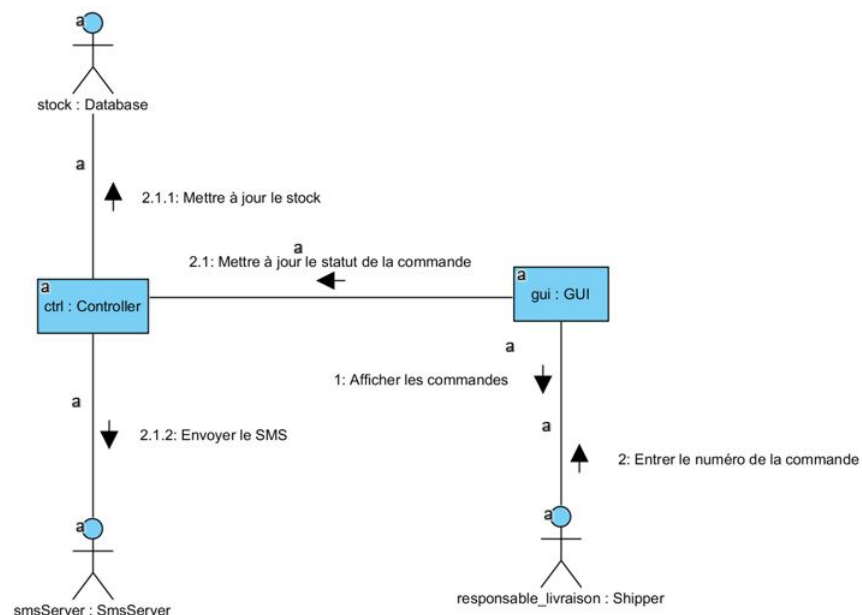 a
stock : Database
a
2.1.1: Mettre à jour le stock
a
2.1: Mettre à jour le statut de la commande
a
ctrl : Controller
a
gui : GUI
a
1: Afficher les commandes
a
2.1.2: Envoyer le SMS
a
2: Entrer le numéro de la commande
a
smsServer : SmsServer
a
responsable_livraison : Shipper